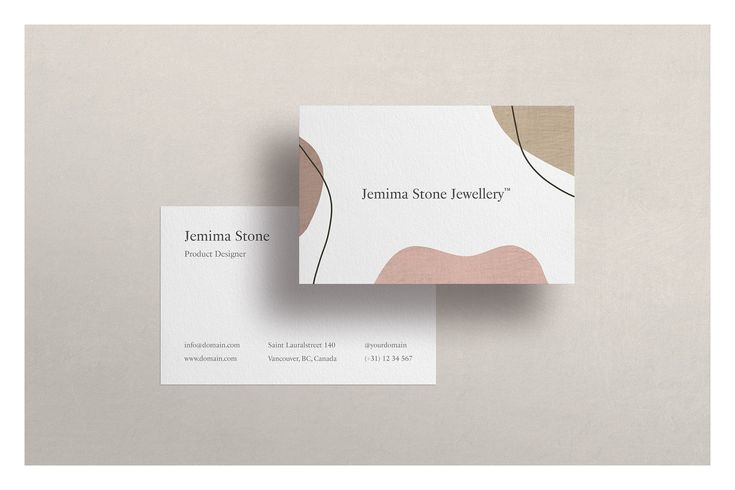 Jemima Stone Jewellery™
Jemima Stone
Product Designer
info@domain.com
www.domain.com
Saint Lauralstreet 140
Vancouver, BC, Canada
@yourdomain
(+31) 12 34 567